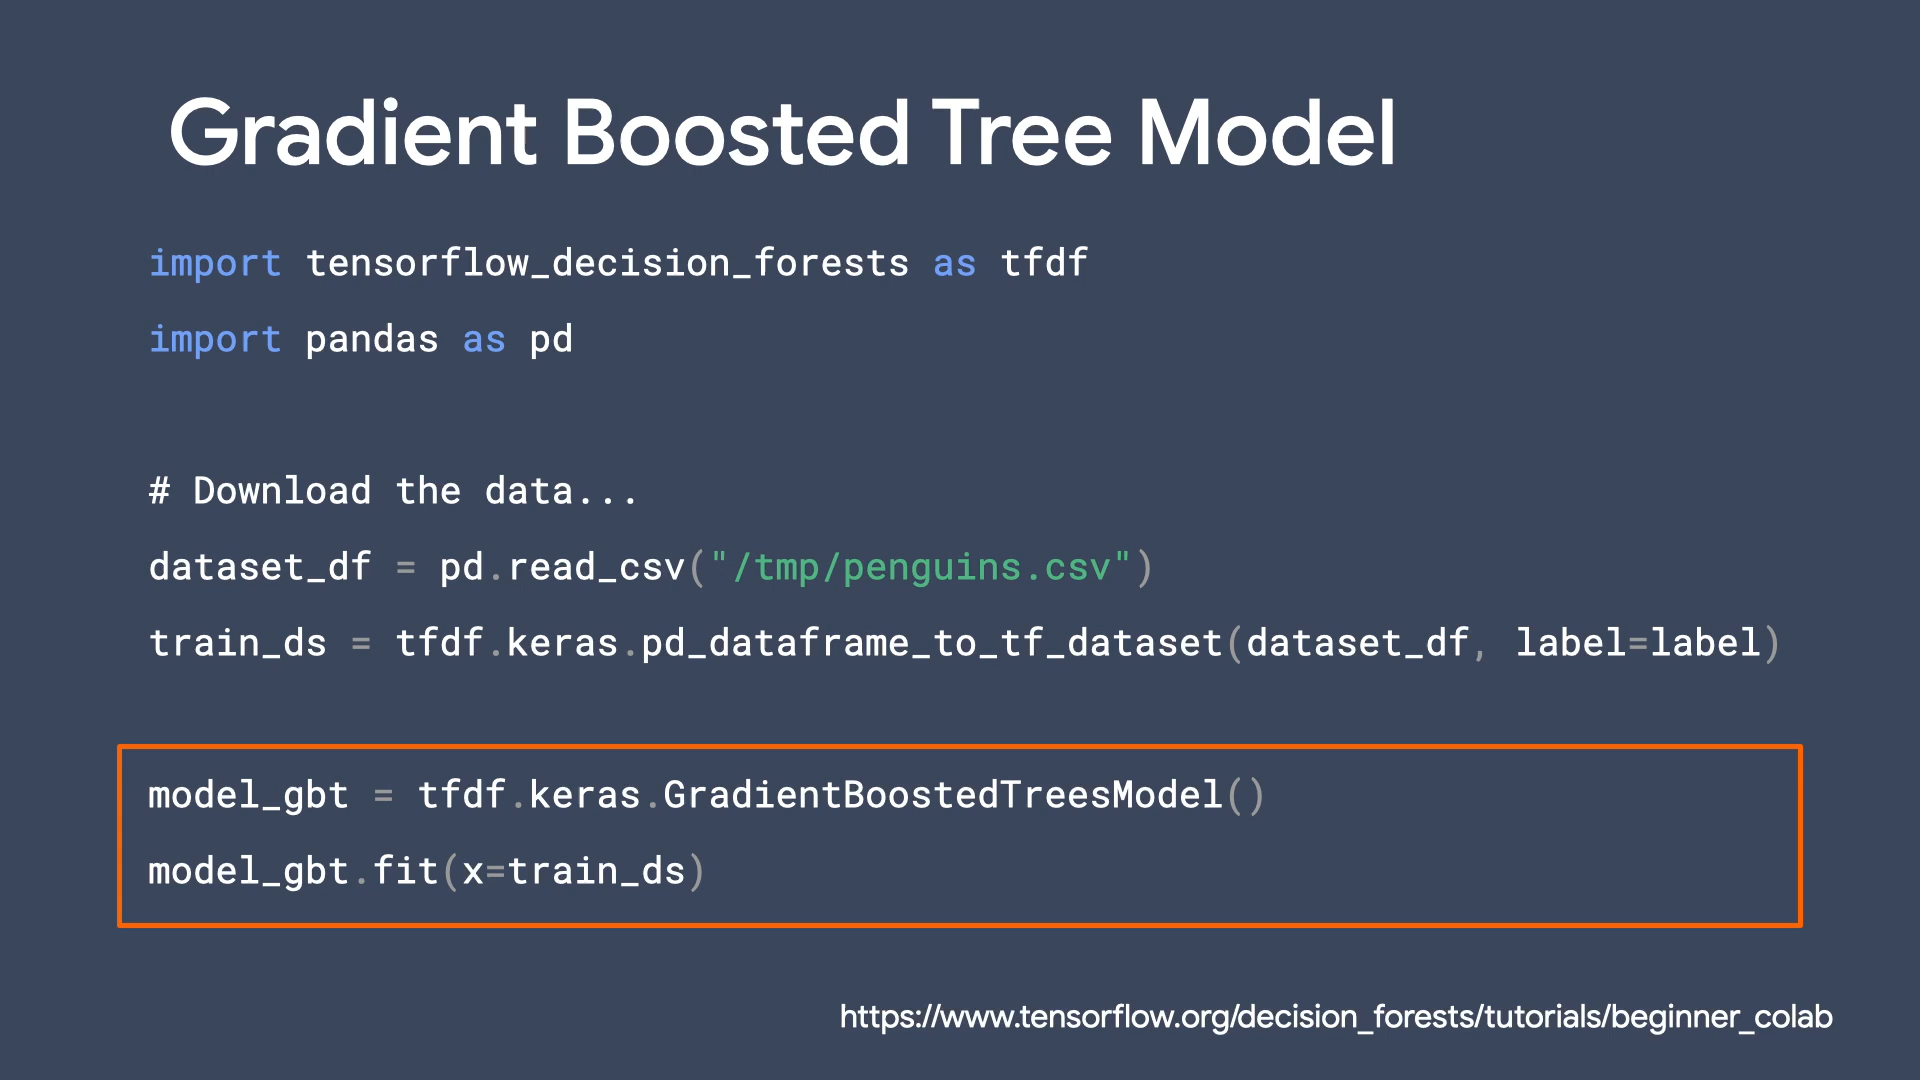 Gradient Boosted Tree Model
import tensorflow_decision_forests as tfdf
import pandas as pd
# Download the data...
dataset_df = pd.read_csv("/tmp/penguins.csv")
train_ds = tfdf.keras.pd_dataframe_to_tf_dataset(dataset_df, label=label)
model_gbt = tfdf.keras.GradientBoostedTreesModel()
model_gbt.fit(x=train_ds)
https://www.tensorflow.org/decision_forests/tutorials/beginner_colab